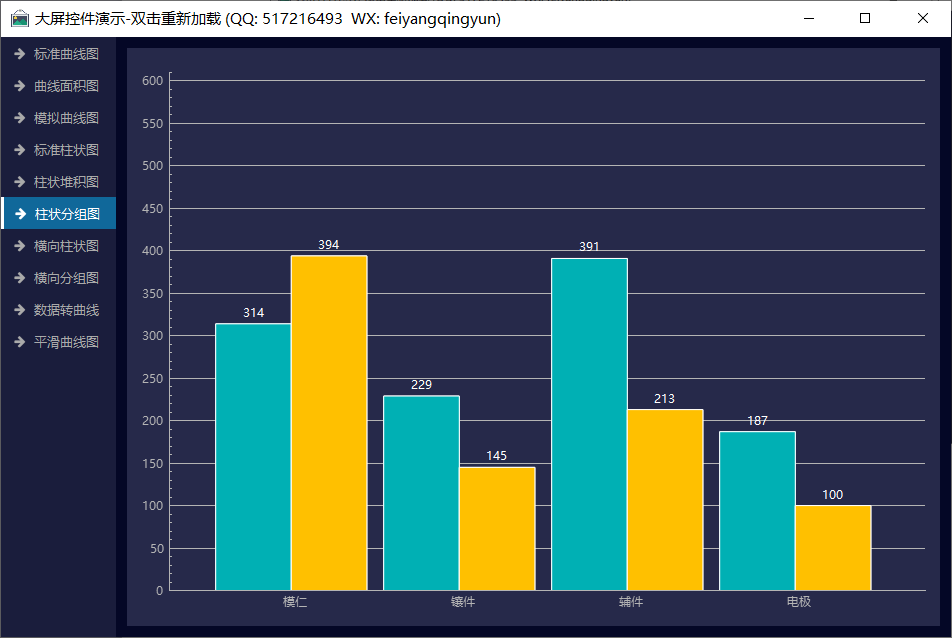 大屏控件演示-双击重新加载 (QQ: 517216493  WX: feiyangqingyun)
标准曲线图
曲线面积图
模拟曲线图
标准柱状图
柱状堆积图
柱状分组图
横向柱状图
横向分组图
数据转曲线
平滑曲线图
600
550
500
450
400
350
300
250
200
150
100
50
0
314
394
229
145
391
213
187
100
模仁
镶件
辅件
电极